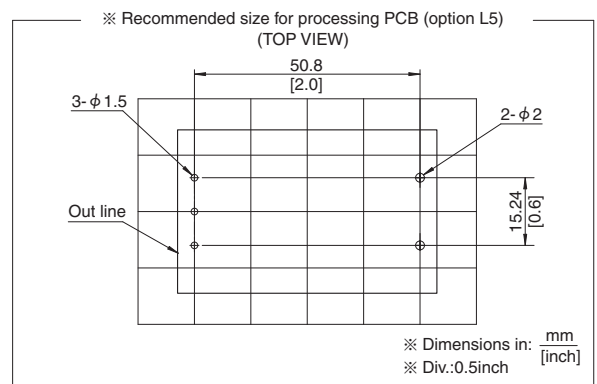 ※ Recommended size for processing PCB (option L5)
(TOP VIEW)
50.8
[2.0]
3-φ1.5
2-φ2
15.24
[0.6]
Out line
※ Dimensions in: mm
[inch]
※ Div.:0.5inch